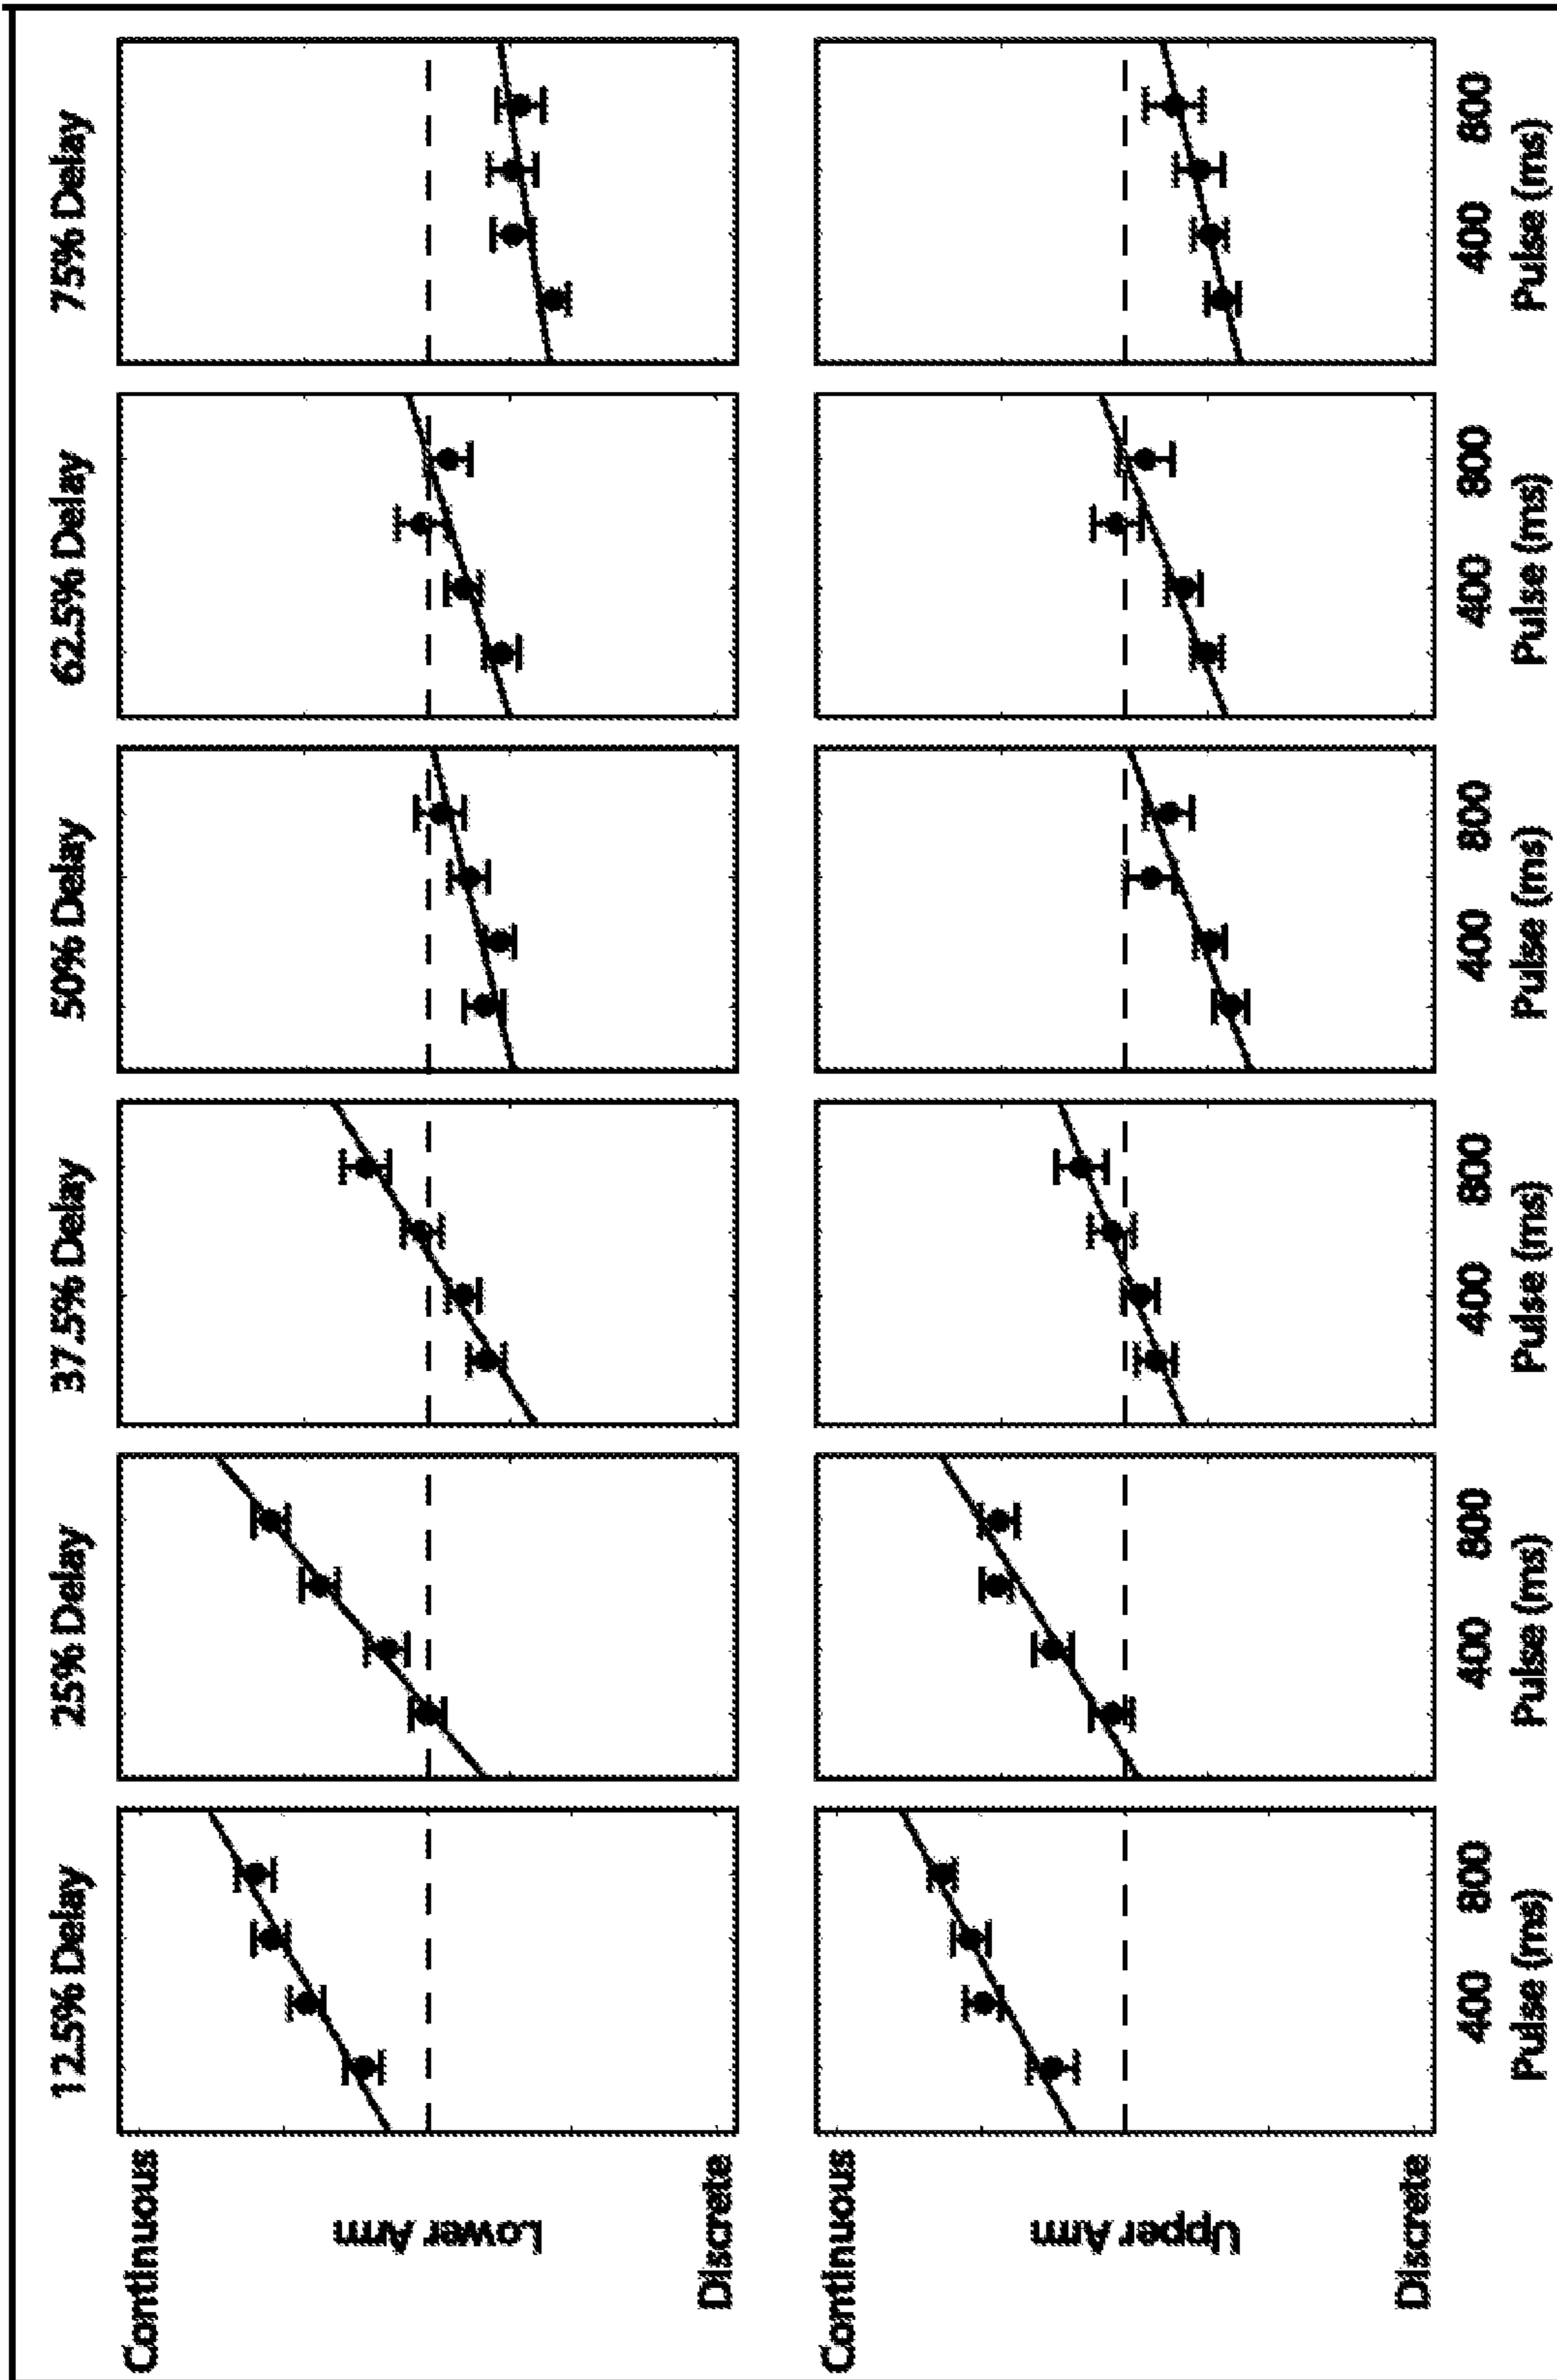 12.5% Delay
25% Delay
37.5% Delay
50% Delay
62.5% Delay
75% Delay
Continuous
Lower Arm
Discrete
Continuous
Upper Arm
Discrete
400 800
400 800
400 800
400 800
400 800
400 800
Pulse (ms)
Pulse (ms)
Pulse (ms)
Pulse (ms)
Pulse (ms)
Pulse (ms)